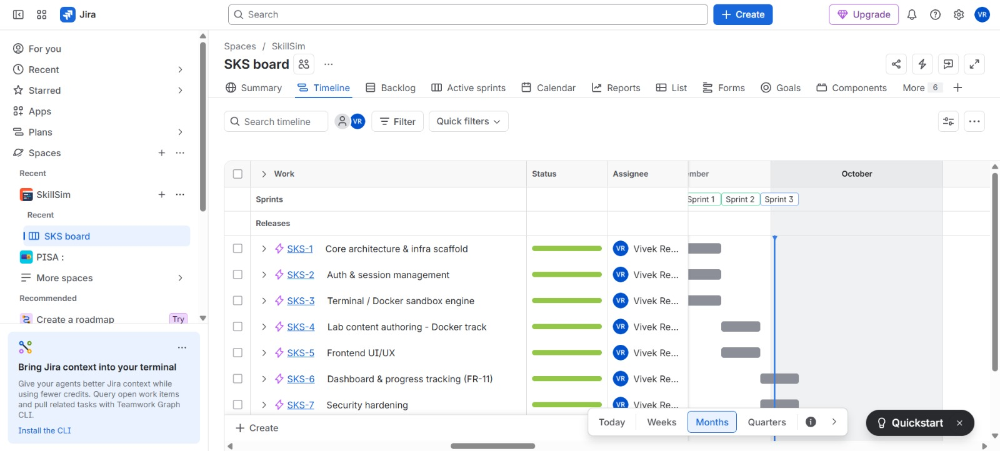 Jira
Search
Create
Upgrade
VR
For you
Recent
Starred
Apps
Plans
Spaces
Recent
SkillSim
Recent
SKS board
PISA :
More spaces
Recommended
Create a roadmap Try
Bring Jira context into your terminal
Give your agents better Jira context while
using fewer credits. Query open work items
and pull related tasks with Teamwork Graph
CLI.
Install the CLI
Spaces / SkillSim
SKS board
Summary Timeline Backlog Active sprints Calendar Reports List Forms Goals Components More 6
Search timeline VR Filter Quick filters
Work Status Assignee mber October
Sprints Sprint 1 Sprint 2 Sprint 3
Releases
SKS-1 Core architecture & infra scaffold VR Vivek Re...
SKS-2 Auth & session management VR Vivek Re...
SKS-3 Terminal / Docker sandbox engine VR Vivek Re...
SKS-4 Lab content authoring - Docker track VR Vivek Re...
SKS-5 Frontend UI/UX VR Vivek Re...
SKS-6 Dashboard & progress tracking (FR-11) VR Vivek Re...
SKS-7 Security hardening VR Vivek Re...
Create
Today Weeks Months Quarters
Quickstart